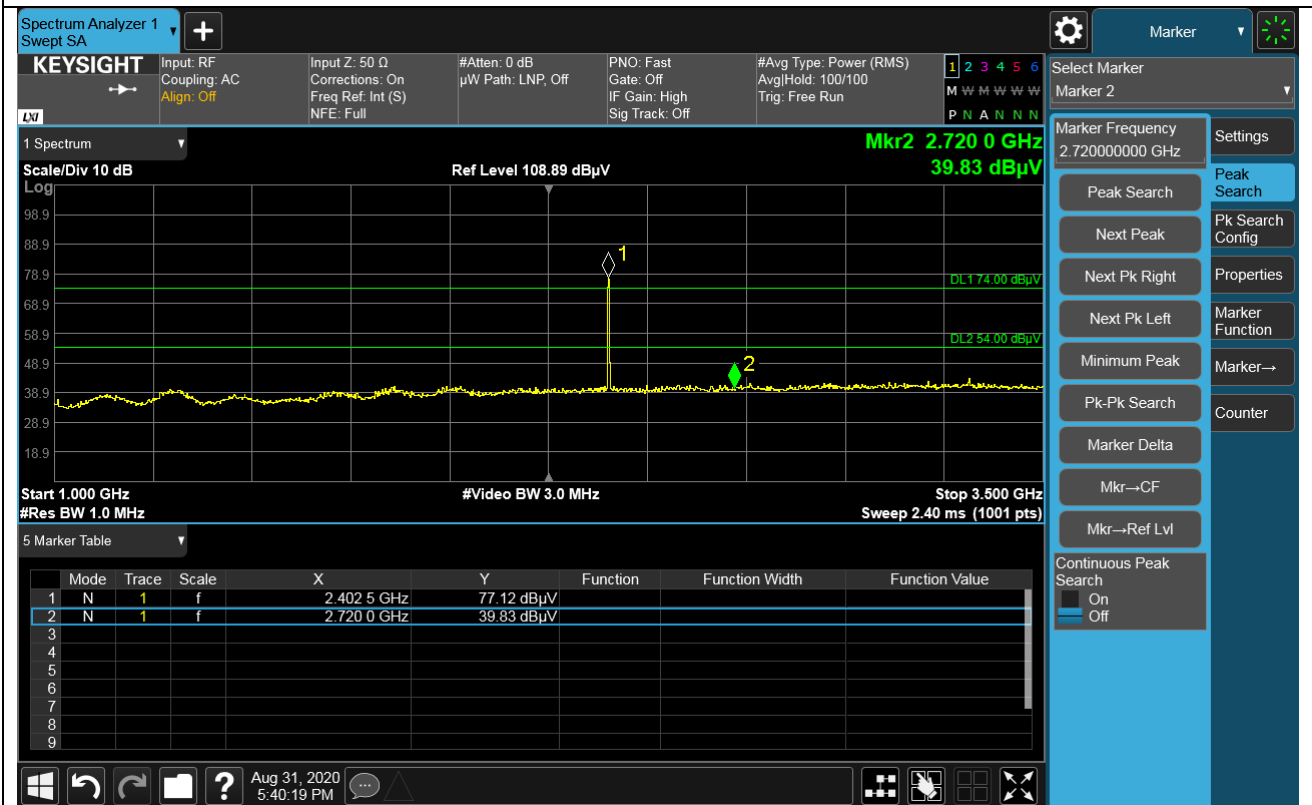 Spectrum Analyzer 1
Swept SA
Marker
KEYSIGHT
Input: RF
Coupling: AC
Align: Off
Input Z: 50 Ω
Corrections: On
Freq Ref: Int (S)
NFE: Full
#Atten: 0 dB
µW Path: LNP, Off
PNO: Fast
Gate: Off
IF Gain: High
Sig Track: Off
#Avg Type: Power (RMS)
Avg|Hold: 100/100
Trig: Free Run
1 2 3 4 5 6
M W M W W W
P N A N N N
LXI
Select Marker
Marker 2
1 Spectrum
Mkr2 2.720 0 GHz
39.83 dBµV
Scale/Div 10 dB
Ref Level 108.89 dBµV
Log
98.9
88.9
78.9
68.9
58.9
48.9
38.9
28.9
18.9
1
DL1 74.00 dBµV
DL2 54.00 dBµV
2
Start 1.000 GHz
#Video BW 3.0 MHz
Stop 3.500 GHz
#Res BW 1.0 MHz
Sweep 2.40 ms (1001 pts)
Marker Frequency
2.720000000 GHz
Peak Search
Next Peak
Next Pk Right
Next Pk Left
Minimum Peak
Pk-Pk Search
Marker Delta
Mkr→CF
Mkr→Ref Lvl
Continuous Peak
Search
On
Off
Settings
Peak
Search
Pk Search
Config
Properties
Marker
Function
Marker→
Counter
5 Marker Table
Mode Trace Scale X Y Function Function Width Function Value
1 N 1 f 2.402 5 GHz 77.12 dBµV
2 N 1 f 2.720 0 GHz 39.83 dBµV
3
4
5
6
7
8
9
?
Aug 31, 2020
5:40:19 PM